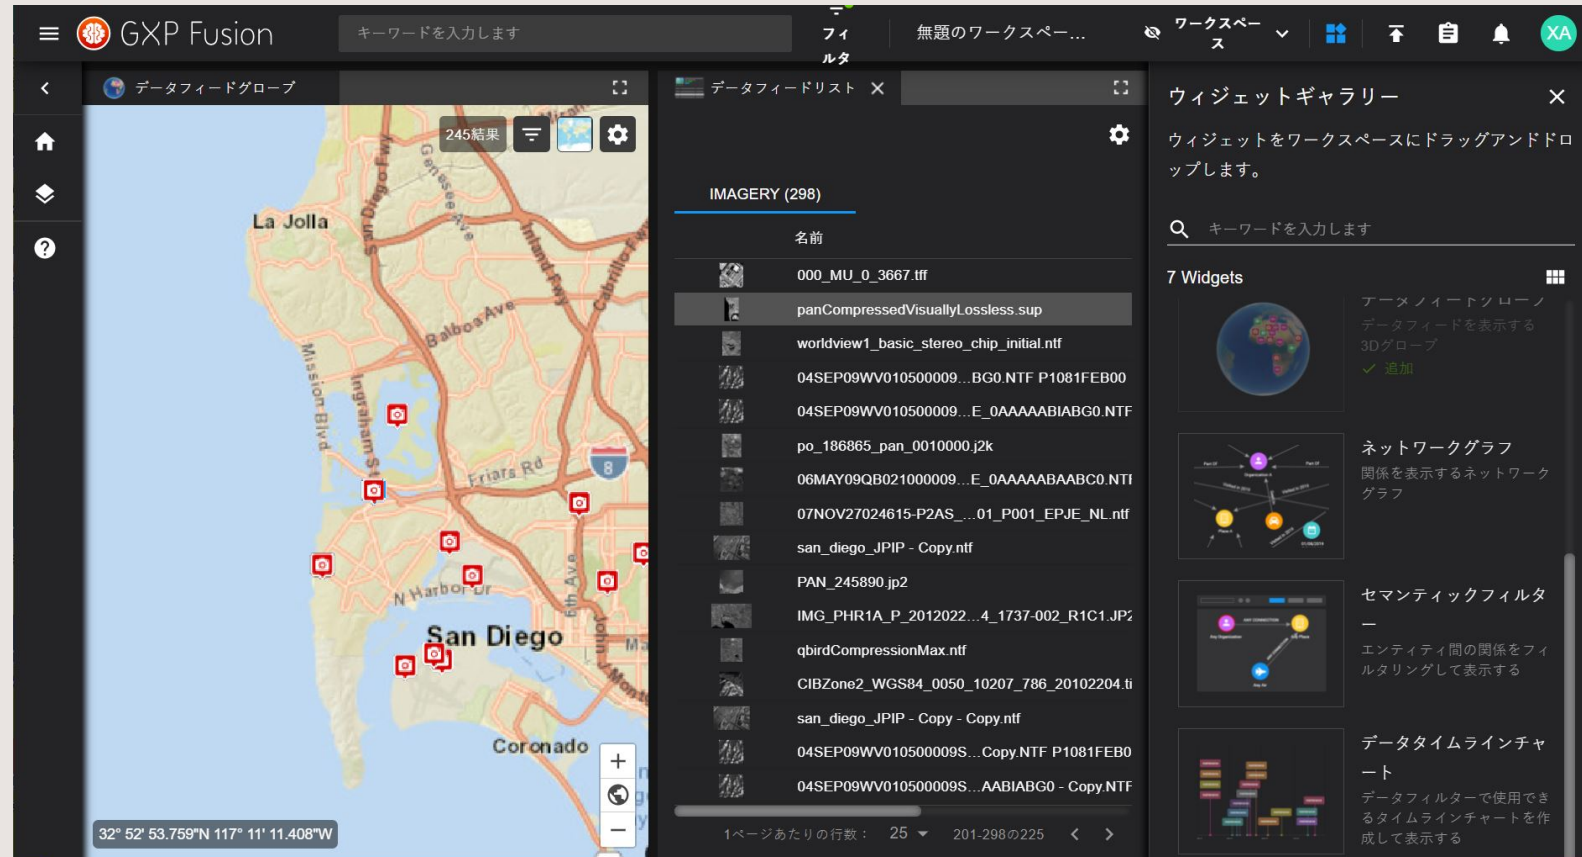 GXP Fusion
キーワードを入力します
フィ
ルタ
無題のワークスペー...
ワークスペー
ス
XA
データフィードグローブ
245結果
La Jolla
San Diego Fwy
Genesee Ave
Inland Fwy
Cabrillo Fwy
Balboa Ave
Mission Blvd
Ingraham St
8
Friars Rd
6th Ave
N Harbor Dr
San Diego
Coronado
32° 52' 53.759"N 117° 11' 11.408"W
データフィードリスト
IMAGERY (298)
名前
000_MU_0_3667.tff
panCompressedVisuallyLossless.sup
worldview1_basic_stereo_chip_initial.ntf
04SEP09WV010500009...BG0.NTF P1081FEB00
04SEP09WV010500009...E_0AAAAABIABG0.NTF
po_186865_pan_0010000.j2k
06MAY09QB021000009...E_0AAAAABAABC0.NTF
07NOV27024615-P2AS_...01_P001_EPJE_NL.ntf
san_diego_JPIP - Copy.ntf
PAN_245890.jp2
IMG_PHR1A_P_2012022...4_1737-002_R1C1.JP2
qbirdCompressionMax.ntf
CIBZone2_WGS84_0050_10207_786_20102204.ti
san_diego_JPIP - Copy - Copy.ntf
04SEP09WV010500009S...Copy.NTF P1081FEB0
04SEP09WV010500009S...AABIABG0 - Copy.NTF
1ページあたりの行数： 25 201-298の225
ウィジェットギャラリー
ウィジェットをワークスペースにドラッグアンドドロ
ップします。
キーワードを入力します
7 Widgets
データフィードグローブ
データフィードを表示する
3Dグローブ
追加
ネットワークグラフ
関係を表示するネットワーク
グラフ
セマンティックフィルタ
ー
エンティティ間の関係をフィ
ルタリングして表示する
データタイムラインチャ
ート
データフィルターで使用でき
るタイムラインチャートを作
成して表示する